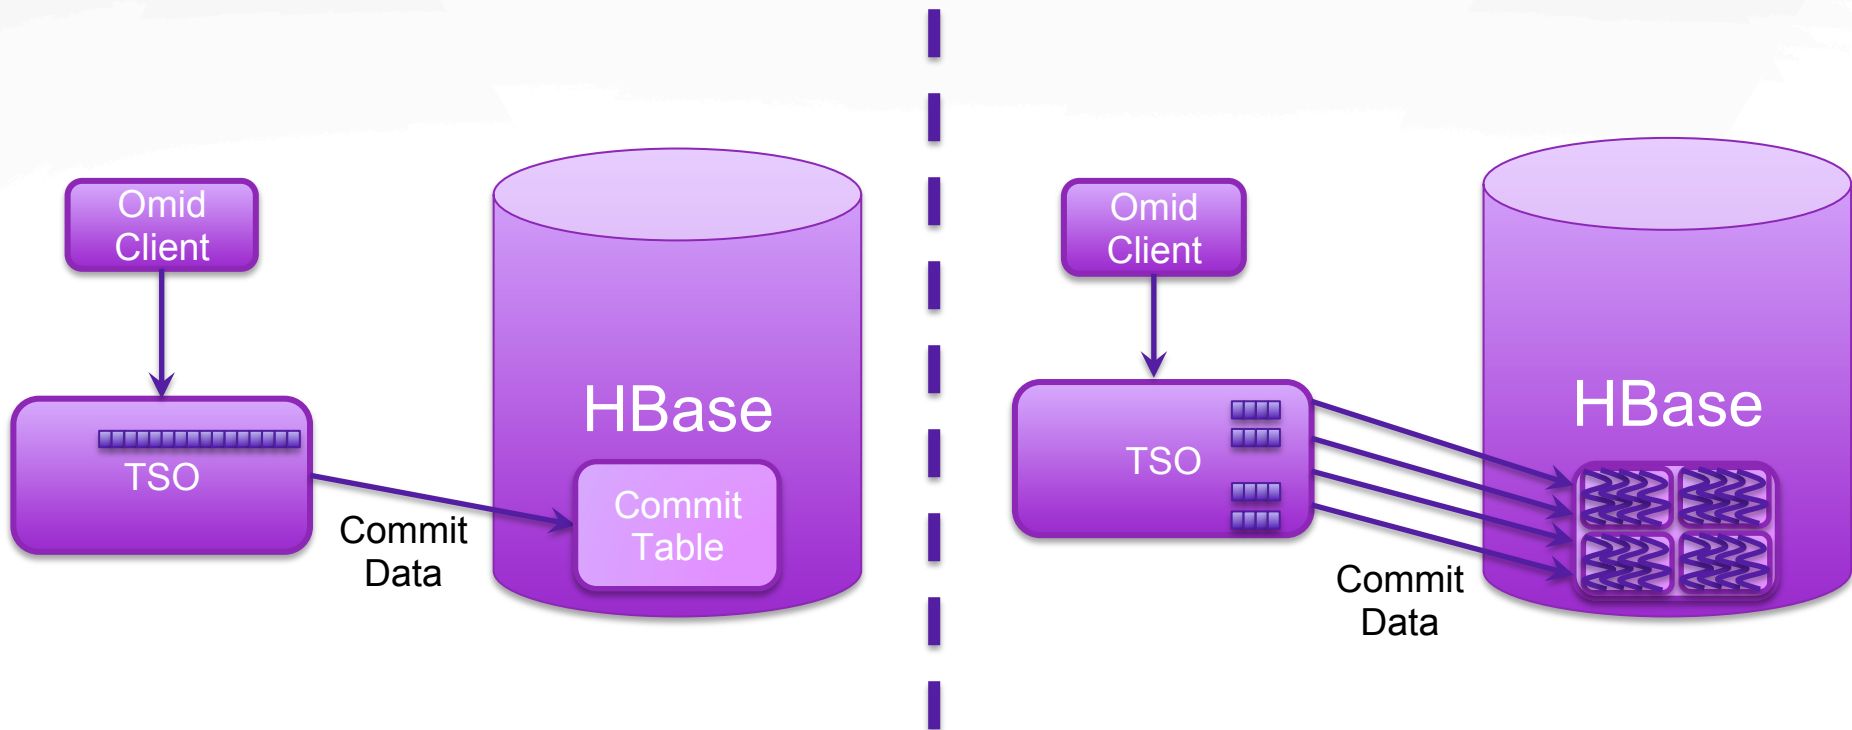 Omid
Client
HBase
TSO
Commit
Table
Commit
Data
Omid
Client
HBase
TSO
Commit
Data